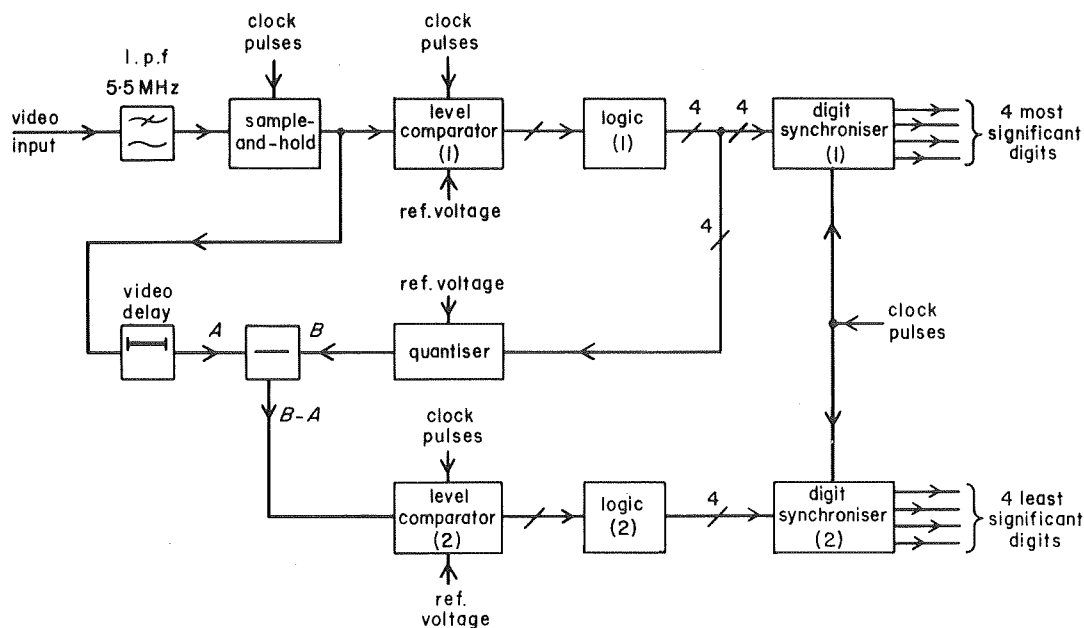 clock
pulses
clock
pulses
l.p.f
5·5 MHz
video
input
sample-
and-hold
level
comparator
(1)
logic
(1)
4
4
digit
synchroniser
(1)
4 most
significant
digits
ref. voltage
4
video
delay
ref. voltage
A
B
quantiser
clock
pulses
B-A
clock
pulses
level
comparator
(2)
logic
(2)
4
digit
synchroniser
(2)
4 least
significant
digits
ref.
voltage